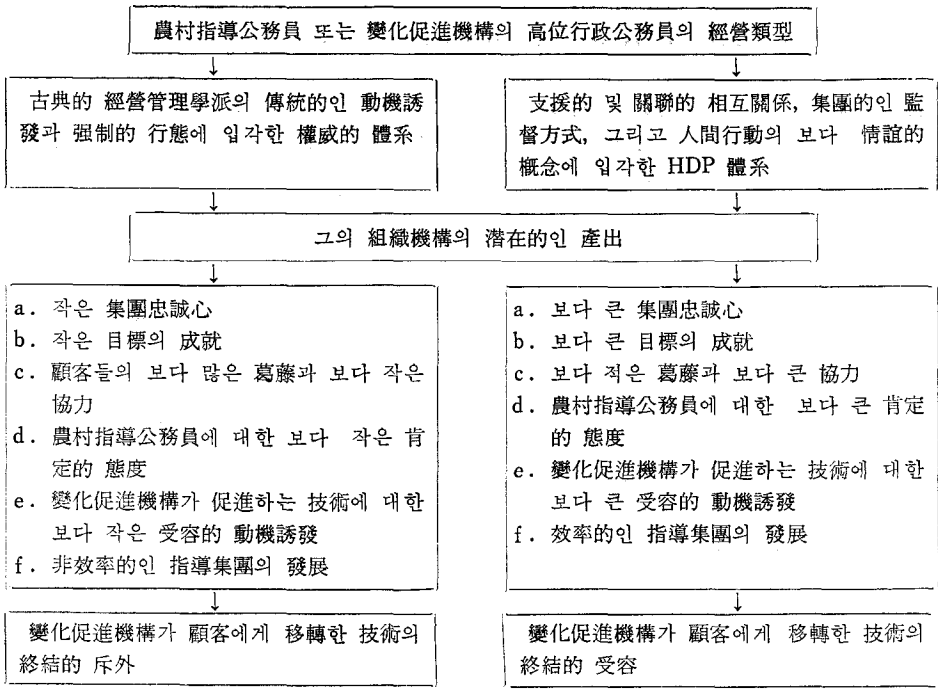 農村指導公務員 또는 變化促進機構의 高位行政公務員의 經營類型
↓
↓
古典的 經營管理學派의 傳統的인 動機誘
發과 强制的 行態에 입각한 權威的 體系
支援的 및 關聯的 相互關係, 集團的인 監
督方式, 그리고 人間行動의 보다 情誼的
槪念에 입각한 HDP 體系
↓
↓
그의 組織機構의 潛在的인 產出
↓
↓
a. 작은 集團忠誠心
b. 작은 目標의 成就
c. 顧客들의 보다 많은 葛藤과 보다 작은
協力
d. 農村指導公務員에 대한 보다 작은 肯
定的 態度
e. 變化促進機構가 促進하는 技術에 대한
보다 작은 受容的 動機誘發
f. 非效率的인 指導集團의 發展
a. 보다 큰 集團忠誠心
b. 보다 큰 目標의 成就
c. 보다 적은 葛藤과 보다 큰 協力
d. 農村指導公務員에 대한 보다 큰 肯定
的 態度
e. 變化促進機構가 促進하는 技術에 대한
보다 큰 受容的 動機誘發
f. 效率的인 指導集團의 發展
↓
↓
變化促進機構가 顧客에게 移轉한 技術의
終結的 斥外
變化促進機構가 顧客에게 移轉한 技術의
終結的 受容